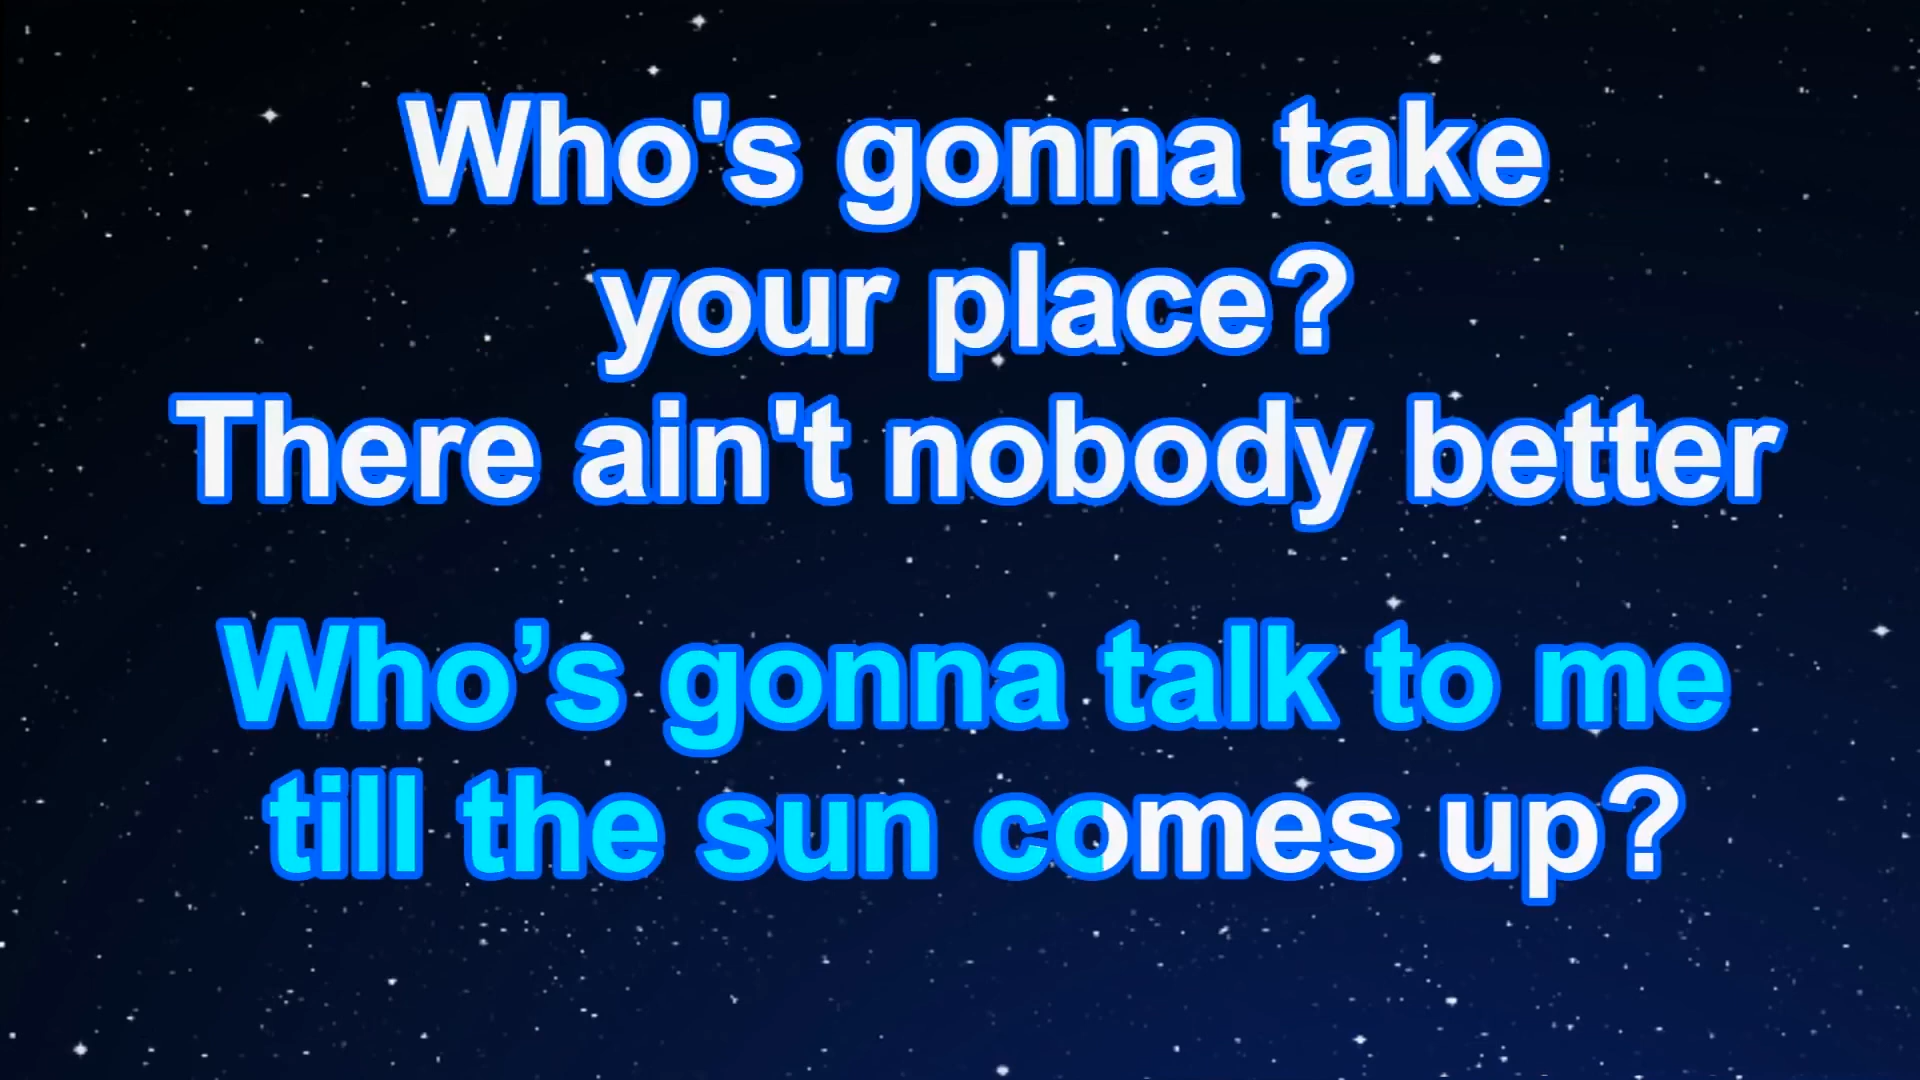 Who's gonna take
your place?
There ain't nobody better
Who’s gonna talk to me
till the sun comes up?